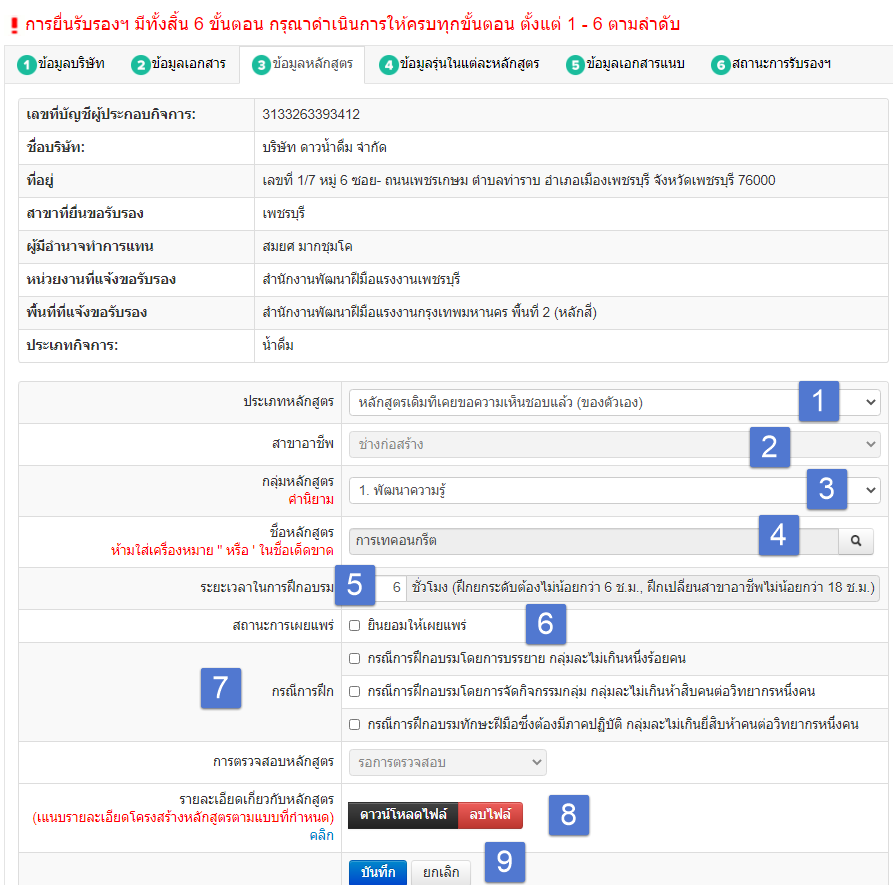 ! การยื่นรับรองฯ มีทั้งสิ้น 6 ขั้นตอน กรุณาดำเนินการให้ครบทุกขั้นตอน ตั้งแต่ 1 - 6 ตามลำดับ
1 ข้อมูลบริษัท 2 ข้อมูลเอกสาร 3 ข้อมูลหลักสูตร 4 ข้อมูลรุ่นในแต่ละหลักสูตร 5 ข้อมูลเอกสารแนบ 6 สถานะการรับรองฯ
เลขที่บัญชีผู้ประกอบกิจการ: 3133263393412
ชื่อบริษัท: บริษัท ดาวน้ำดื่ม จำกัด
ที่อยู่ เลขที่ 1/7 หมู่ 6 ซอย- ถนนเพชรเกษม ตำบลท่าราบ อำเภอเมืองเพชรบุรี จังหวัดเพชรบุรี 76000
สาขาที่ยื่นขอรับรอง เพชรบุรี
ผู้มีอำนาจทำการแทน สมยศ มากชุมโค
หน่วยงานที่แจ้งขอรับรอง สำนักงานพัฒนาฝีมือแรงงานเพชรบุรี
พื้นที่ที่แจ้งขอรับรอง สำนักงานพัฒนาฝีมือแรงงานกรุงเทพมหานคร พื้นที่ 2 (หลักสี่)
ประเภทกิจการ: น้ำดื่ม
ประเภทหลักสูตร หลักสูตรเดิมที่เคยขอความเห็นชอบแล้ว (ของตัวเอง) 1
สาขาอาชีพ ช่างก่อสร้าง 2
กลุ่มหลักสูตร
คำนิยาม
1. พัฒนาความรู้ 3
ชื่อหลักสูตร
ห้ามใส่เครื่องหมาย " หรือ ' ในชื่อเด็ดขาด
การเทคอนกรีต 4
ระยะเวลาในการฝึกอบรม 5 6 ชั่วโมง (ฝึกยกระดับต้องไม่น้อยกว่า 6 ช.ม., ฝึกเปลี่ยนสาขาอาชีพไม่น้อยกว่า 18 ช.ม.)
สถานะการเผยแพร่ ยินยอมให้เผยแพร่ 6
กรณีการฝึกอบรมโดยการบรรยาย กลุ่มละไม่เกินหนึ่งร้อยคน
7 กรณีการฝึก กรณีการฝึกอบรมโดยการจัดกิจกรรมกลุ่ม กลุ่มละไม่เกินห้าสิบคนต่อวิทยากรหนึ่งคน
กรณีการฝึกอบรมทักษะฝีมือซึ่งต้องมีภาคปฏิบัติ กลุ่มละไม่เกินยี่สิบห้าคนต่อวิทยากรหนึ่งคน
การตรวจสอบหลักสูตร รอการตรวจสอบ
รายละเอียดเกี่ยวกับหลักสูตร
(แนบรายละเอียดโครงสร้างหลักสูตรตามแบบที่กำหนด)
คลิก
ดาวน์โหลดไฟล์ ลบไฟล์ 8
บันทึก ยกเลิก 9